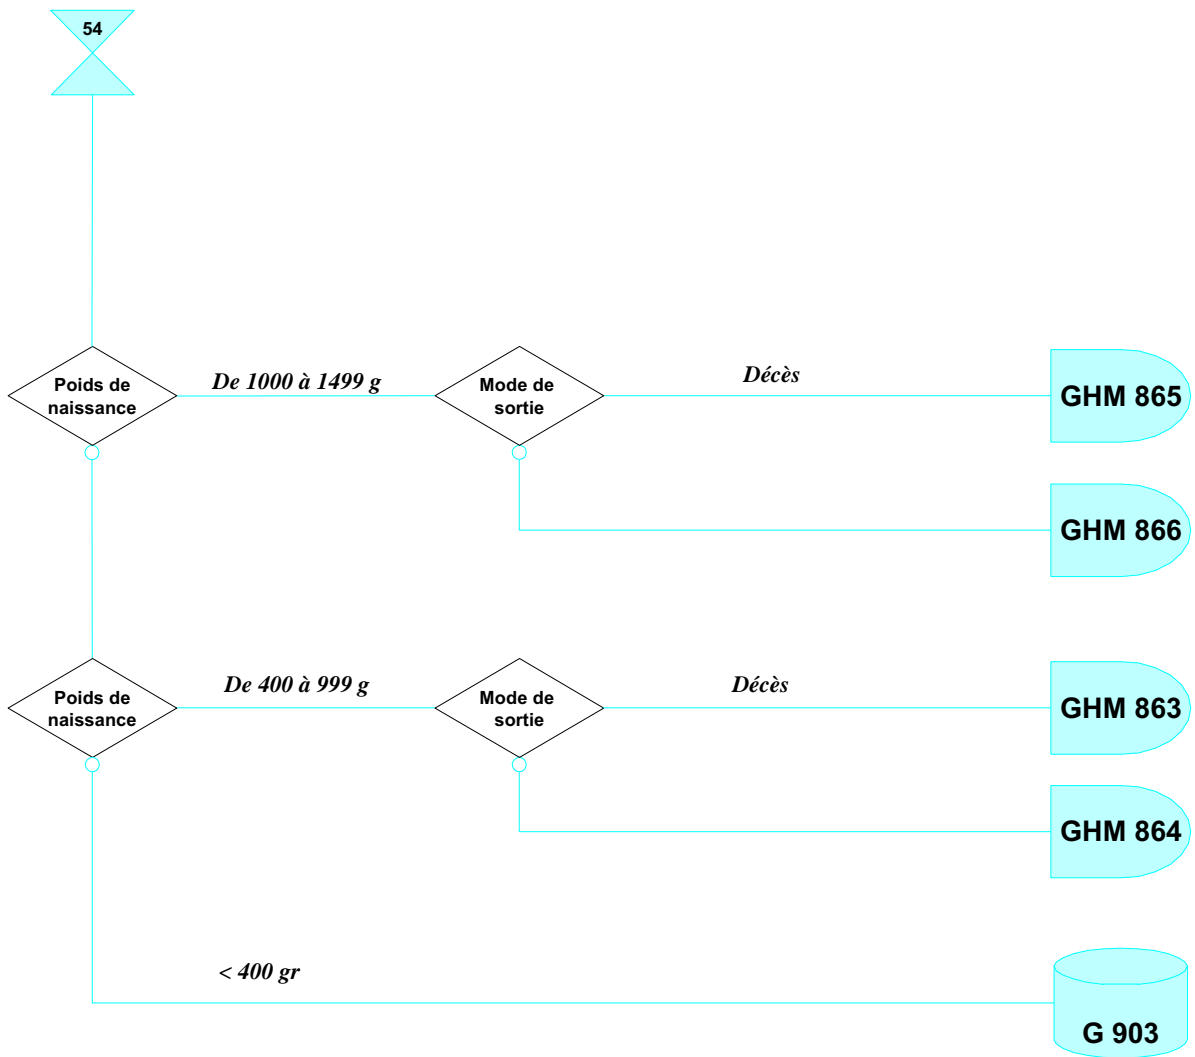 54
Poids de
naissance
De 1000 à 1499 g
Mode de
sortie
Décès
GHM 865
GHM 866
Poids de
naissance
De 400 à 999 g
Mode de
sortie
Décès
GHM 863
GHM 864
< 400 gr
G 903